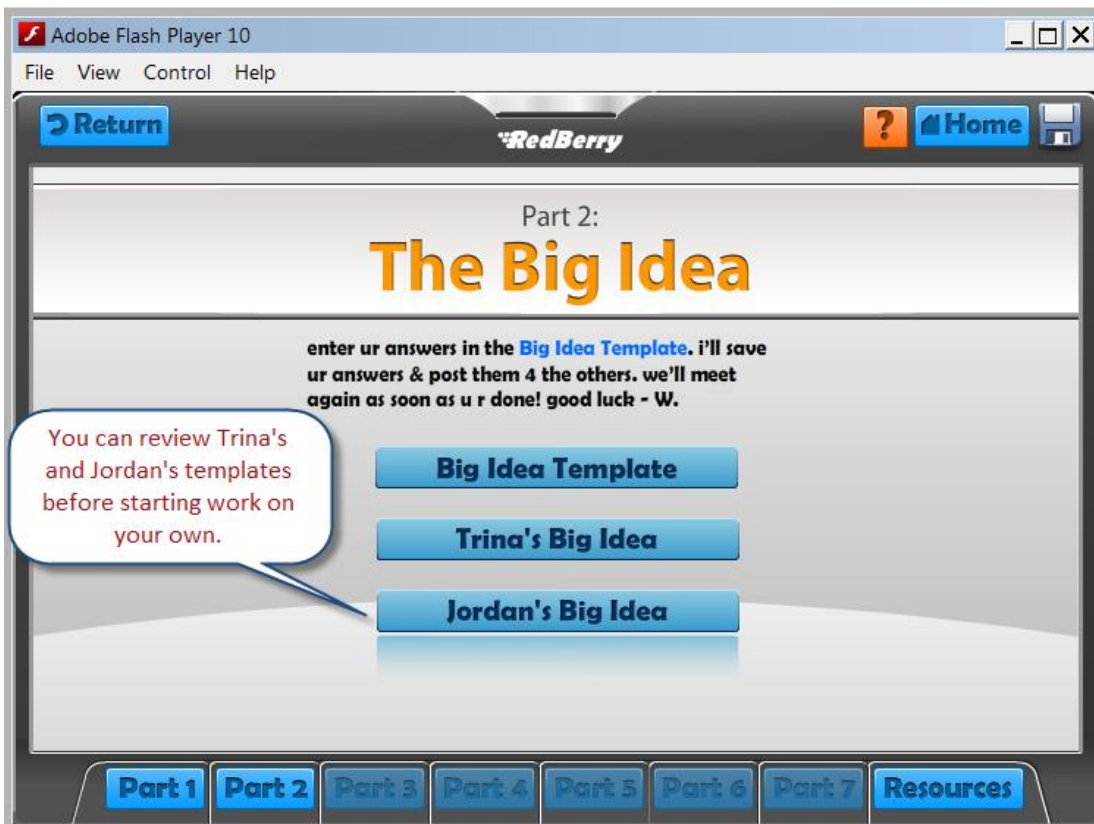 Adobe Flash Player 10
File View Control Help
Return
RedBerry
?
Home
Part 2:
The Big Idea
enter ur answers in the Big Idea Template. i'll save
ur answers & post them 4 the others. we'll meet
again as soon as u r done! good luck - W.
You can review Trina's
and Jordan's templates
before starting work on
your own.
Big Idea Template
Trina's Big Idea
Jordan's Big Idea
Part 1 Part 2 Part 3 Part 4 Part 5 Part 6 Part 7 Resources